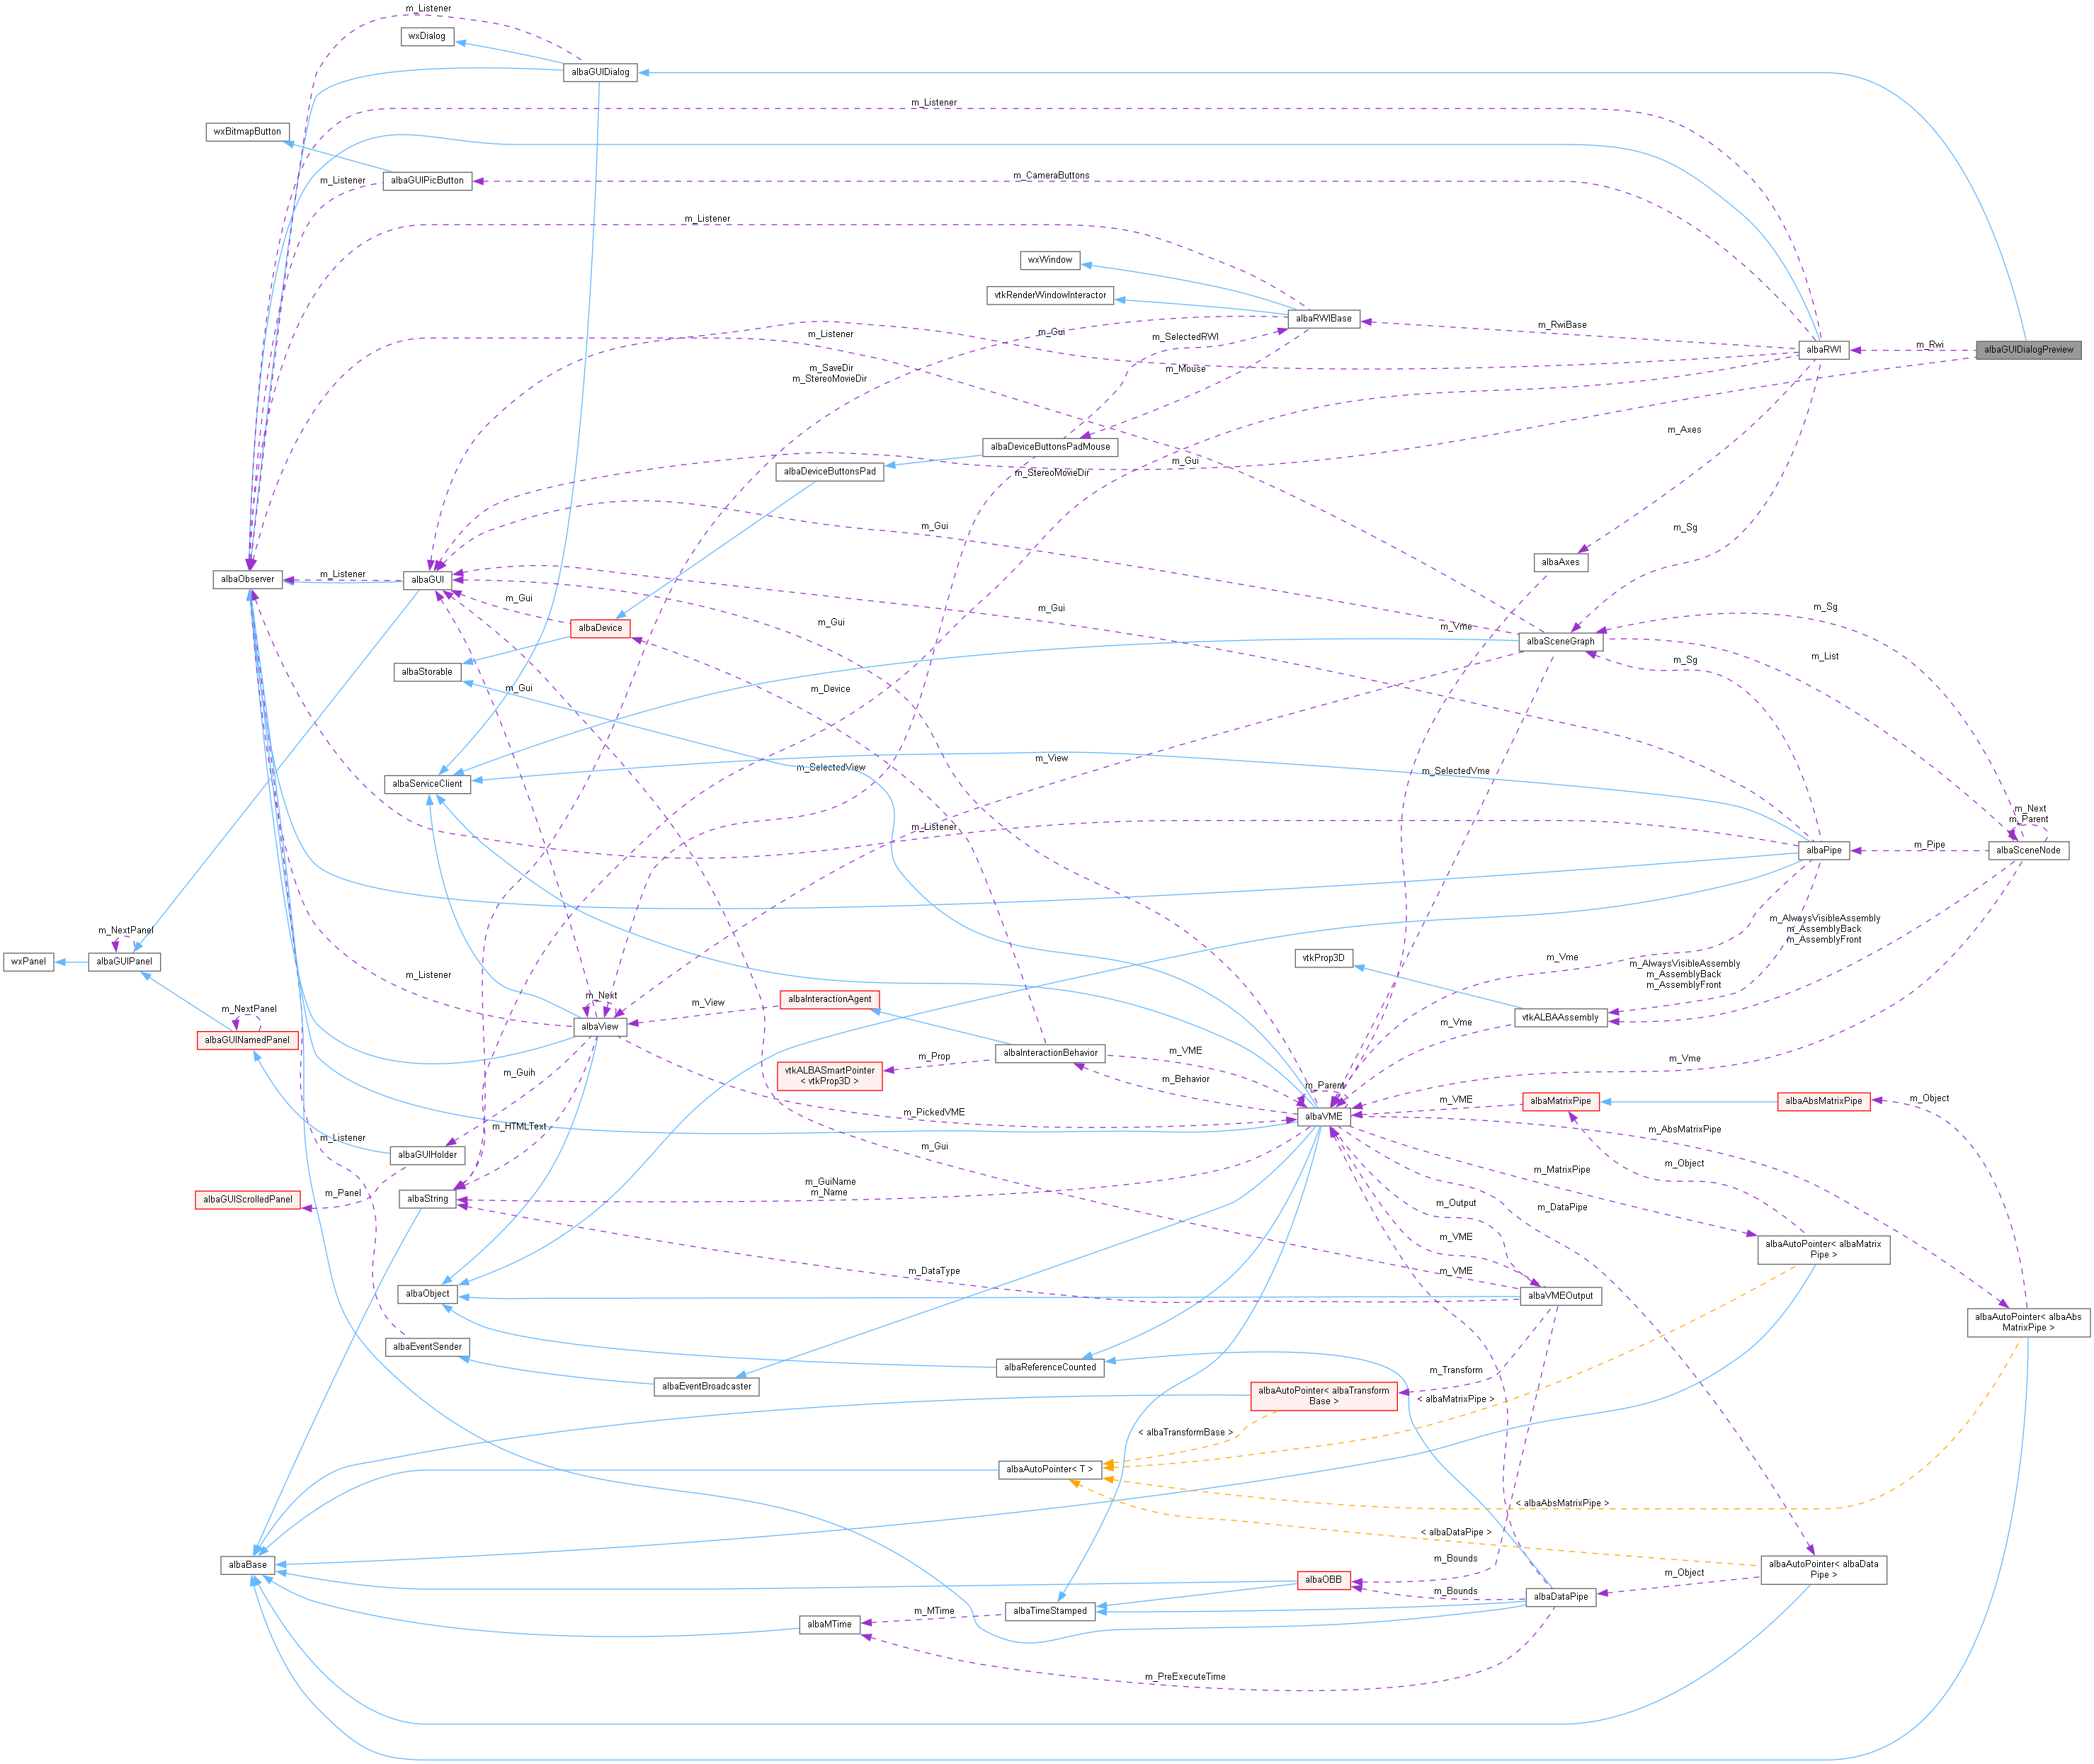 m_Listener
wxDialog
albaGUIDialog
m_Listener
wxBitmapButton
albaGUIPicButton
m_Listener
m_CameraButtons
m_Listener
wxWindow
vtkRenderWindowInteractor
albaRWIBase
m_RwiBase
m_Listener
m_Gui
m_SelectedRWI
albaRWI
m_Rwi
albaGUIDialogPreview
m_SaveDir
m_StereoMovieDir
m_Mouse
m_Axes
albaDeviceButtonsPadMouse
albaDeviceButtonsPad
m_StereoMovieDir
m_Gui
m_Gui
m_Sg
albaAxes
albaObserver
m_Listener
albaGUI
m_Gui
m_Gui
m_Gui
m_Vme
m_Sg
albaDevice
albaSceneGraph
m_List
m_Sg
albaStorable
m_Gui
m_Device
albaServiceClient
m_SelectedView
m_View
m_SelectedVme
m_Next
m_Parent
m_Listener
albaPipe
m_Pipe
albaSceneNode
m_NextPanel
wxPanel
albaGUIPanel
m_AlwaysVisibleAssembly
m_AssemblyBack
m_AssemblyFront
vtkProp3D
m_Vme
m_AlwaysVisibleAssembly
m_AssemblyBack
m_AssemblyFront
m_Listener
m_Next
m_View
albaInteractionAgent
m_NextPanel
albaGUINamedPanel
albaView
vtkALBAAssembly
m_Vme
albaInteractionBehavior
m_VME
m_Prop
vtkALBASmartPointer
< vtkProp3D >
m_Guih
m_Behavior
m_Parent
m_Vme
m_PickedVME
albaVME
m_VME
albaMatrixPipe
albaAbsMatrixPipe
m_Object
m_HTMLText
m_AbsMatrixPipe
m_Listener
albaGUIHolder
m_Gui
m_Object
m_MatrixPipe
albaGUIScrolledPanel
m_Panel
albaString
m_GuiName
m_Name
m_Output
m_DataPipe
m_VME
albaAutoPointer< albaMatrix
Pipe >
m_DataType
m_VME
albaObject
albaVMEOutput
albaAutoPointer< albaAbs
MatrixPipe >
albaEventSender
albaReferenceCounted
albaEventBroadcaster
m_Transform
albaAutoPointer< albaTransform
Base >
< albaMatrixPipe >
< albaTransformBase >
albaAutoPointer< T >
< albaAbsMatrixPipe >
< albaDataPipe >
albaBase
m_Bounds
albaAutoPointer< albaData
Pipe >
albaOBB
m_Object
m_Bounds
albaDataPipe
albaTimeStamped
m_MTime
albaMTime
m_PreExecuteTime